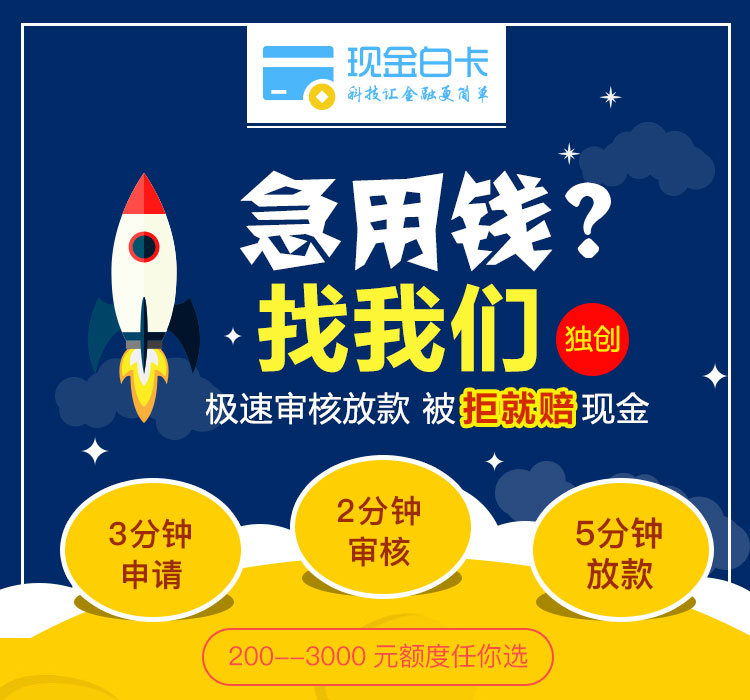 现金白卡
科技让金融更简单
急用钱？
找我们
独创
极速审核放款 被拒就赔现金
3分钟
申请
2分钟
审核
5分钟
放款
200--3000 元额度任你选